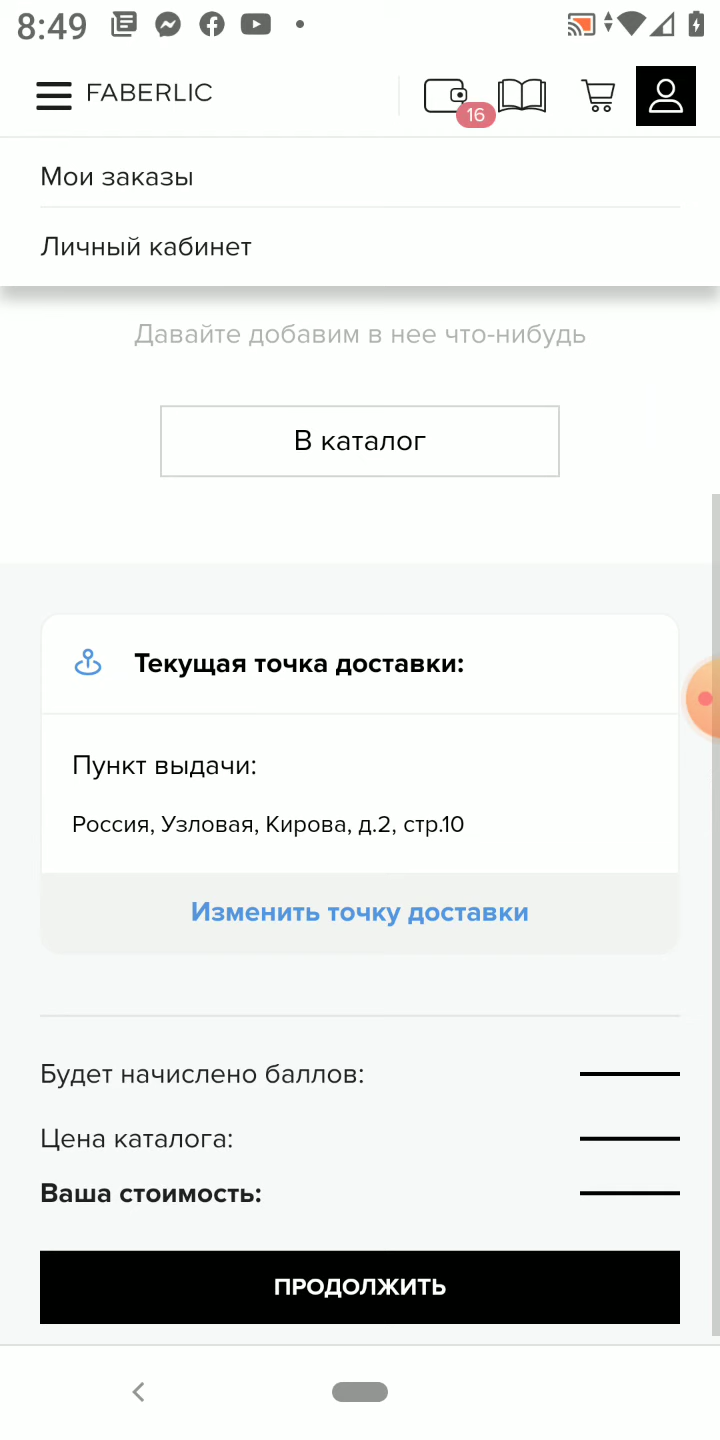 8:49
FABERLIC
16
Мои заказы
Личный кабинет
Давайте добавим в нее что-нибудь
В каталог
Текущая точка доставки:
Пункт выдачи:
Россия, Узловая, Кирова, д.2, стр.10
Изменить точку доставки
Будет начислено баллов:
Цена каталога:
Ваша стоимость:
ПРОДОЛЖИТЬ